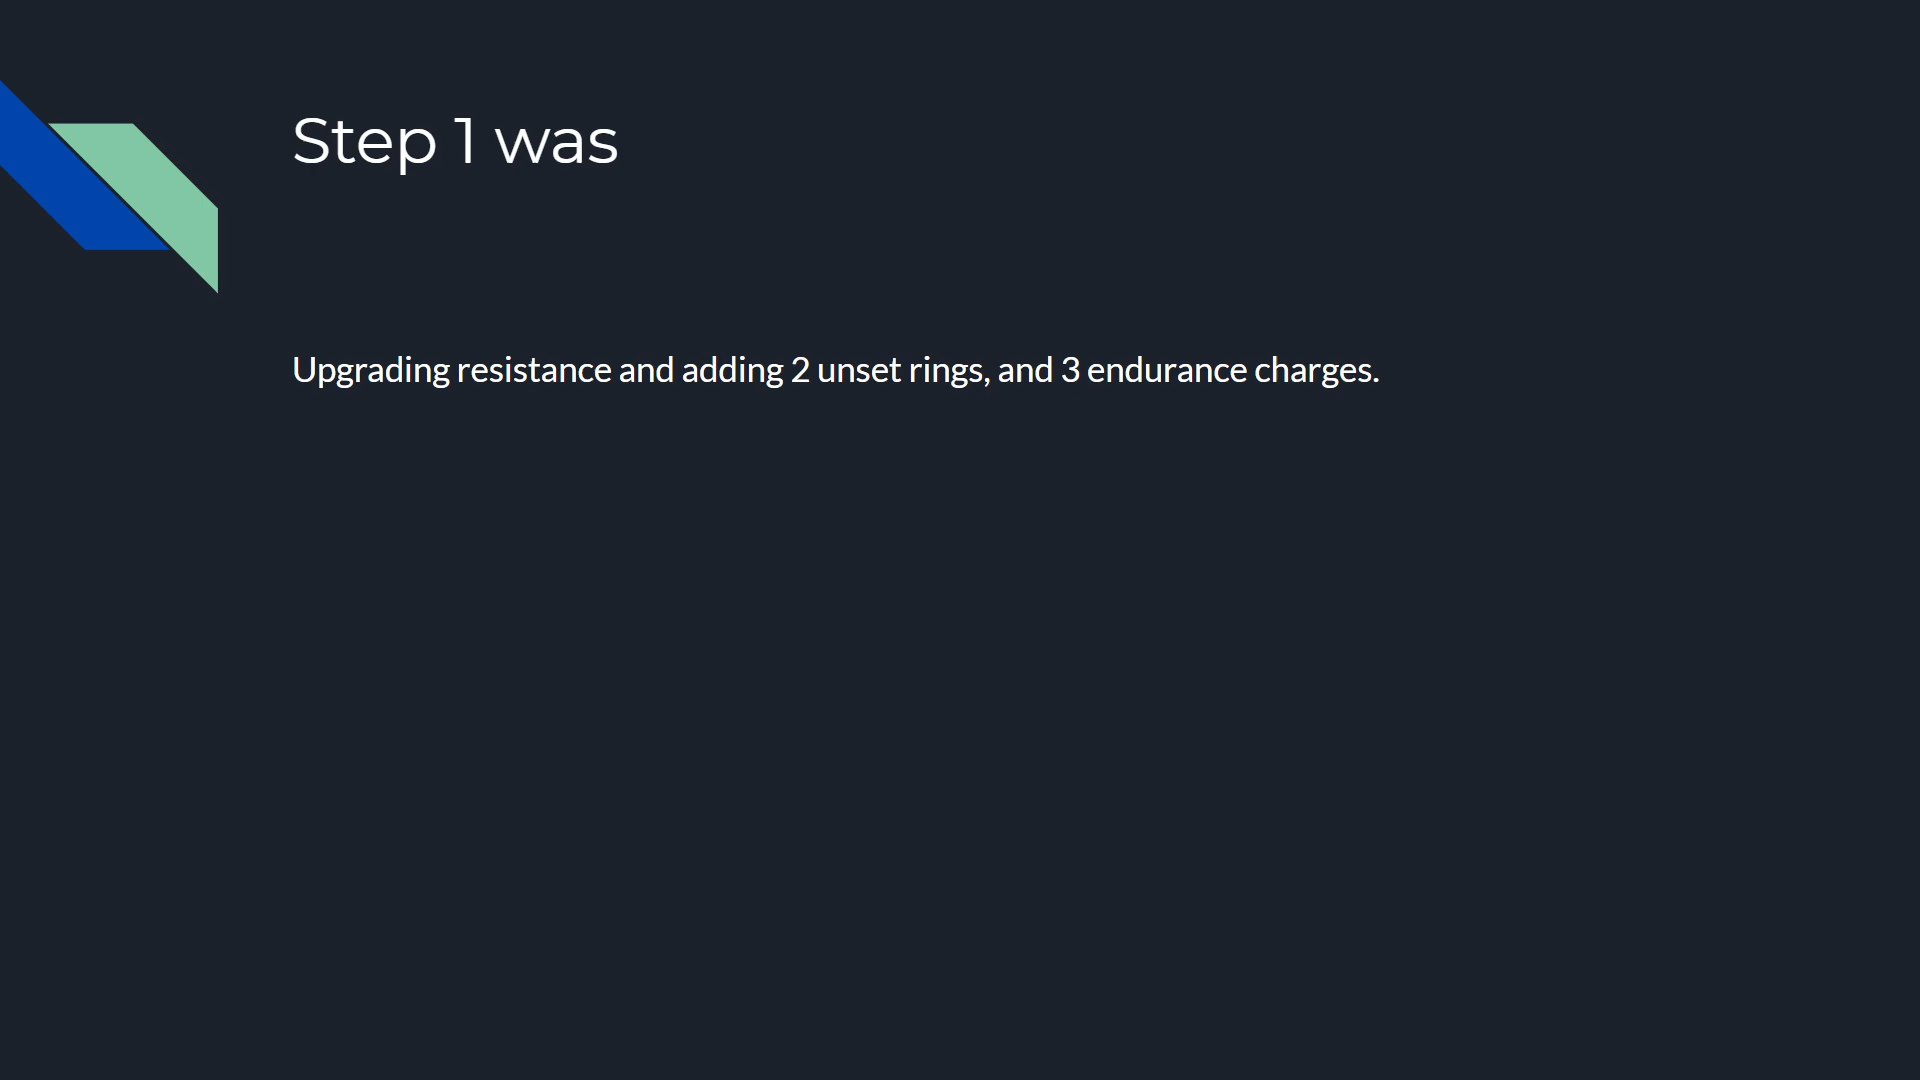 Step 1 was
Upgrading resistance and adding 2 unset rings, and 3 endurance charges.